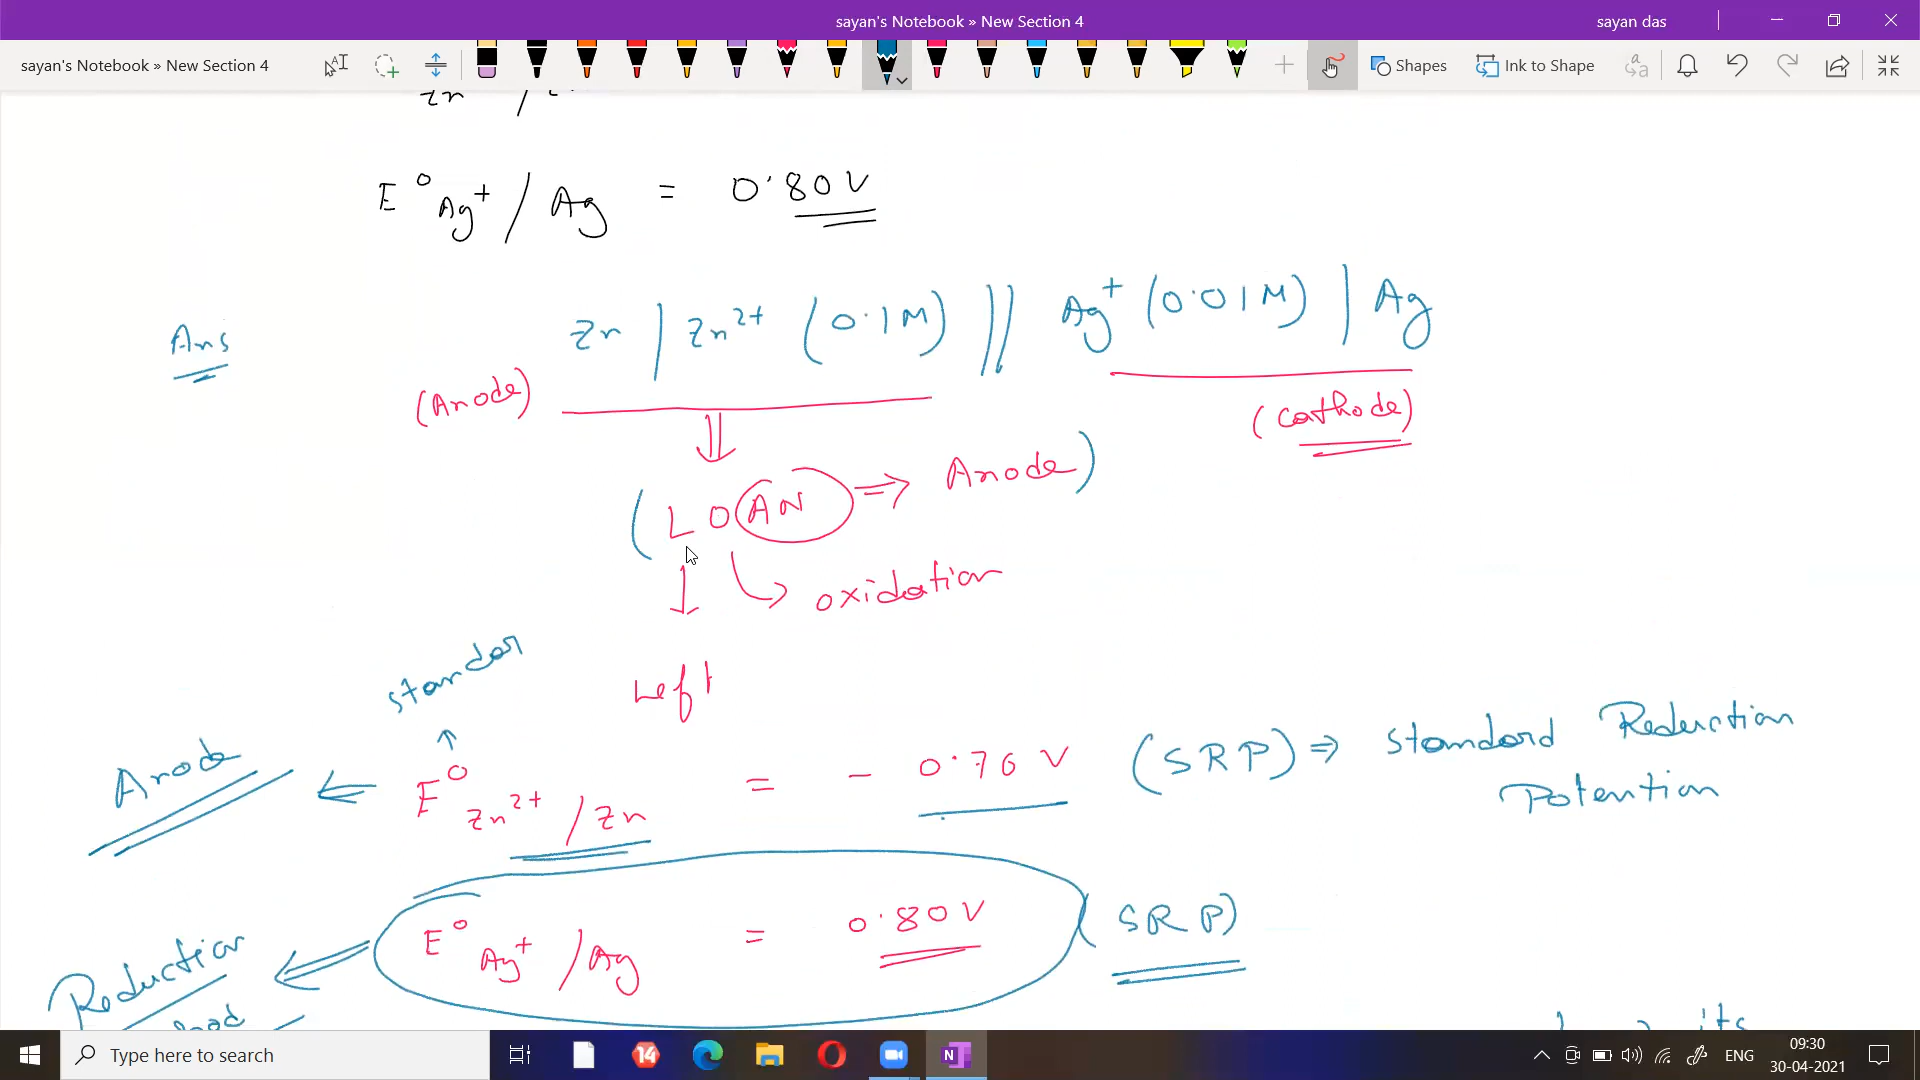 sayan's Notebook » New Section 4
sayan das
sayan's Notebook » New Section 4
Shapes
Ink to Shape
E° Ag⁺ / Ag = 0.80 V
Ans
Zn | Zn²⁺ (0.1M) || Ag⁺ (0.01M) | Ag
(Anode)
(cathode)
(LOAN ⇒ Anode)
↳ oxidation
Left
standar
Anode ⇐ E° Zn²⁺ / Zn = - 0.76 V (SRP) ⇒ standard Reduction
Potention
Reduction ⇐ E° Ag⁺ / Ag = 0.80 V (SRP)
Type here to search
14
N
ENG
09:30
30-04-2021